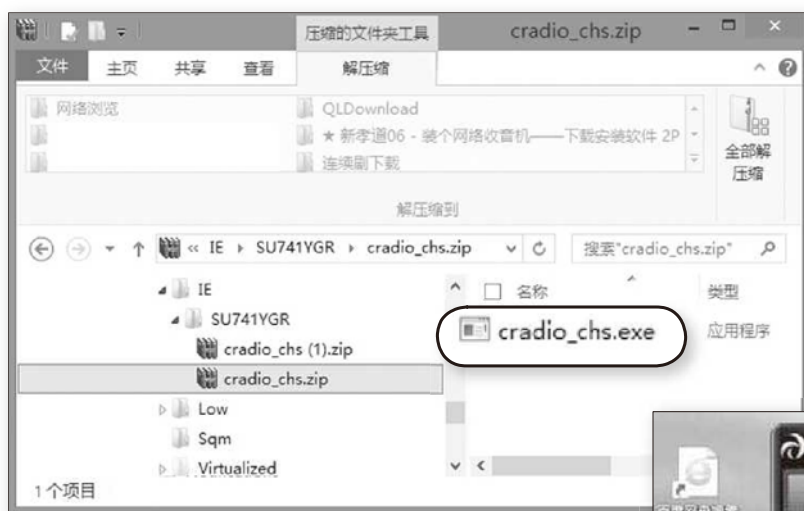 压缩的文件夹工具
cradio_chs.zip
文件 主页 共享 查看 解压缩
网络浏览
QLDownload
★ 新孝道06 - 装个网络收音机——下载安装软件 2P
连续剧下载
全部解压缩
解压缩到
« IE ▸ SU741YGR ▸ cradio_chs.zip
搜索"cradio_chs.zip"
IE
SU741YGR
cradio_chs (1).zip
cradio_chs.zip
Low
Sqm
Virtualized
名称 类型
cradio_chs.exe 应用程序
1 个项目